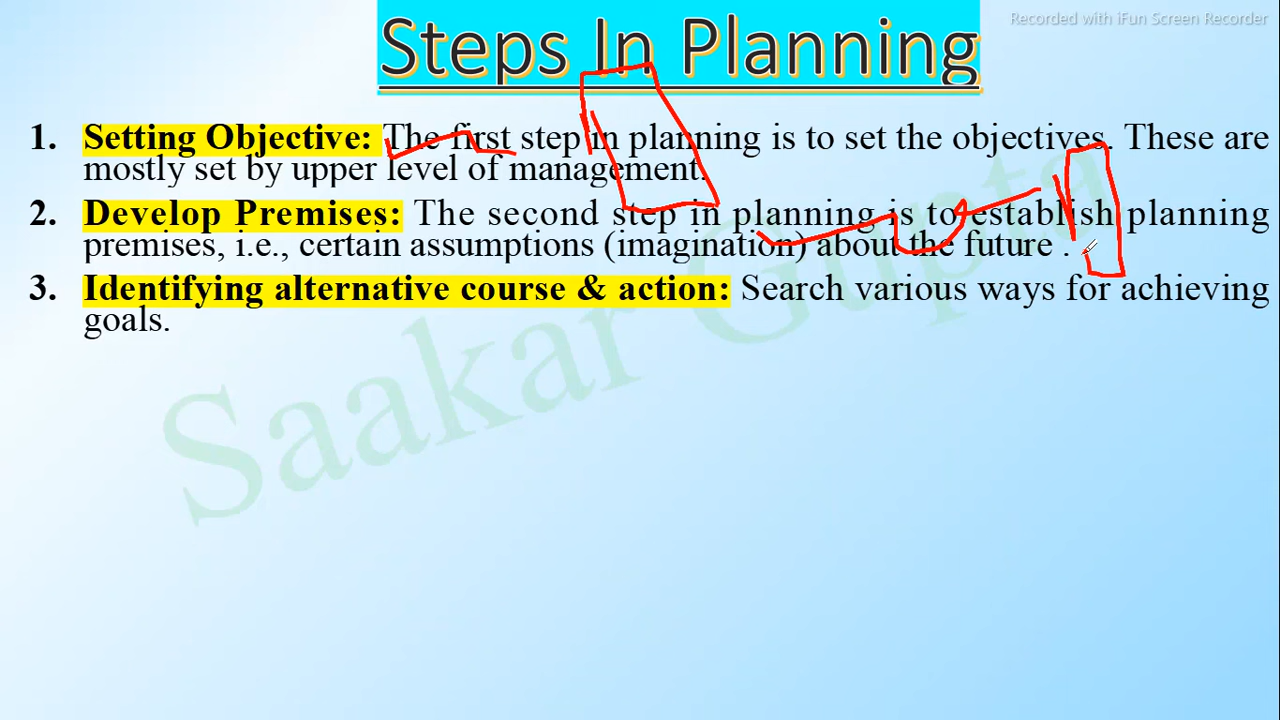 Recorded with iFun Screen Recorder
Steps In Planning
1. Setting Objective: The first step in planning is to set the objectives. These are
mostly set by upper level of management.
2. Develop Premises: The second step in planning is to establish planning
premises, i.e., certain assumptions (imagination) about the future .
3. Identifying alternative course & action: Search various ways for achieving
goals.
Saakar Gupta